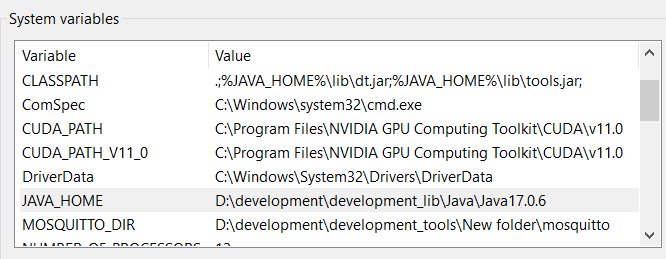 System variables
Variable Value
CLASSPATH .;%JAVA_HOME%\lib\dt.jar;%JAVA_HOME%\lib\tools.jar;
ComSpec C:\Windows\system32\cmd.exe
CUDA_PATH C:\Program Files\NVIDIA GPU Computing Toolkit\CUDA\v11.0
CUDA_PATH_V11_0 C:\Program Files\NVIDIA GPU Computing Toolkit\CUDA\v11.0
DriverData C:\Windows\System32\Drivers\DriverData
JAVA_HOME D:\development\development_lib\Java\Java17.0.6
MOSQUITTO_DIR D:\development\development_tools\New folder\mosquitto
NUMBER_OF_PROCESSORS 12